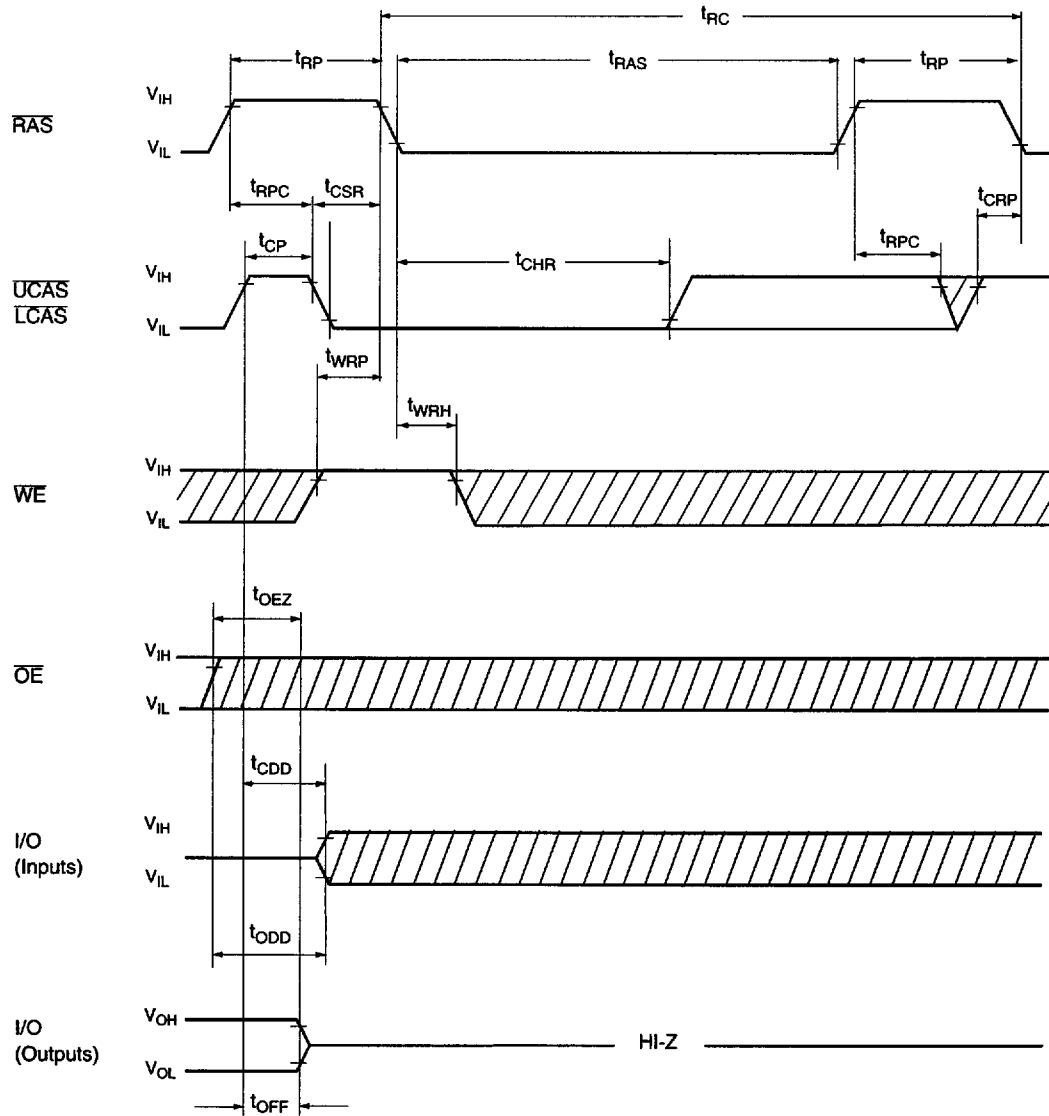 tRC
tRP tRAS tRP
VIH
RAS
VIL
tRPC tCSR tCRP
tCP tCHR tRPC
VIH
UCAS
LCAS
VIL
tWRP
tWRH
VIH
WE
VIL
tOEZ
VIH
OE
VIL
tCDD
VIH
I/O
(Inputs)
VIL
tODD
VOH
I/O
(Outputs)
HI-Z
VOL
tOFF